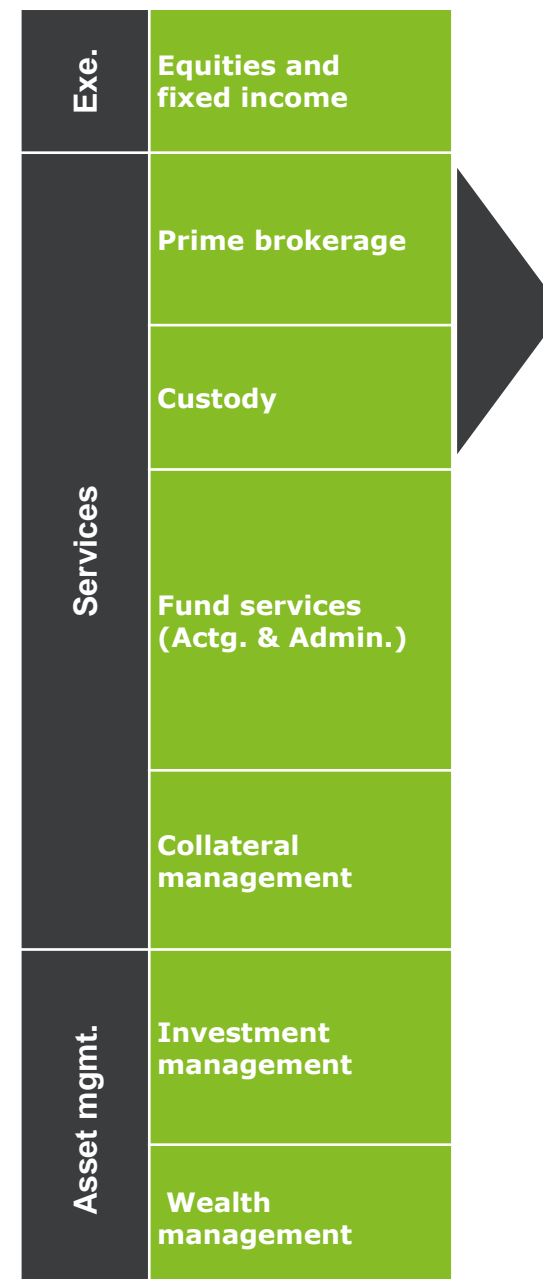 Exe.
Equities and
fixed income
Services
Prime brokerage
Custody
Fund services
(Actg. & Admin.)
Collateral
management
Asset mgmt.
Investment
management
Wealth
management